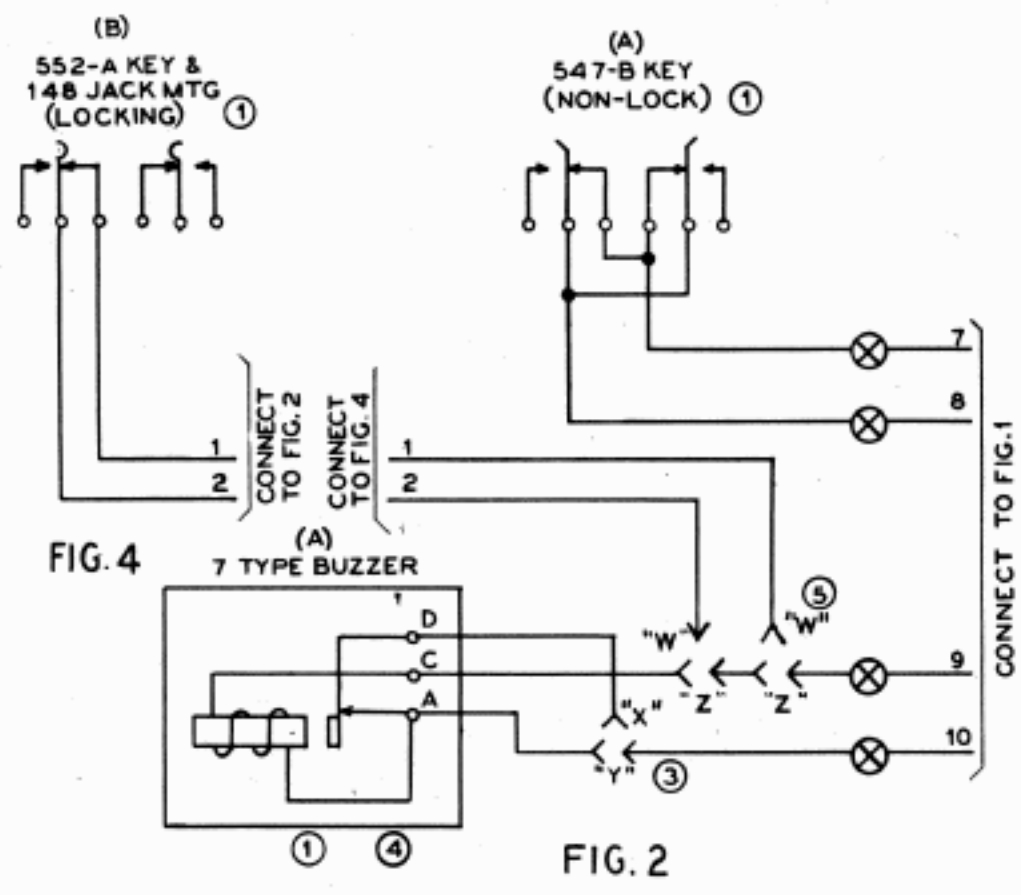 (B)
552-A KEY &
148 JACK MTG
(LOCKING) 1
(A)
547-B KEY
(NON-LOCK) 1
7
8
CONNECT TO FIG. 1
1
2
CONNECT
TO FIG. 2
CONNECT
TO FIG. 4
1
2
FIG. 4
(A)
7 TYPE BUZZER
D
C
A
"W"
"W"
5
"Z"
"Z"
9
"X"
"Y"
3
10
1
4
FIG. 2